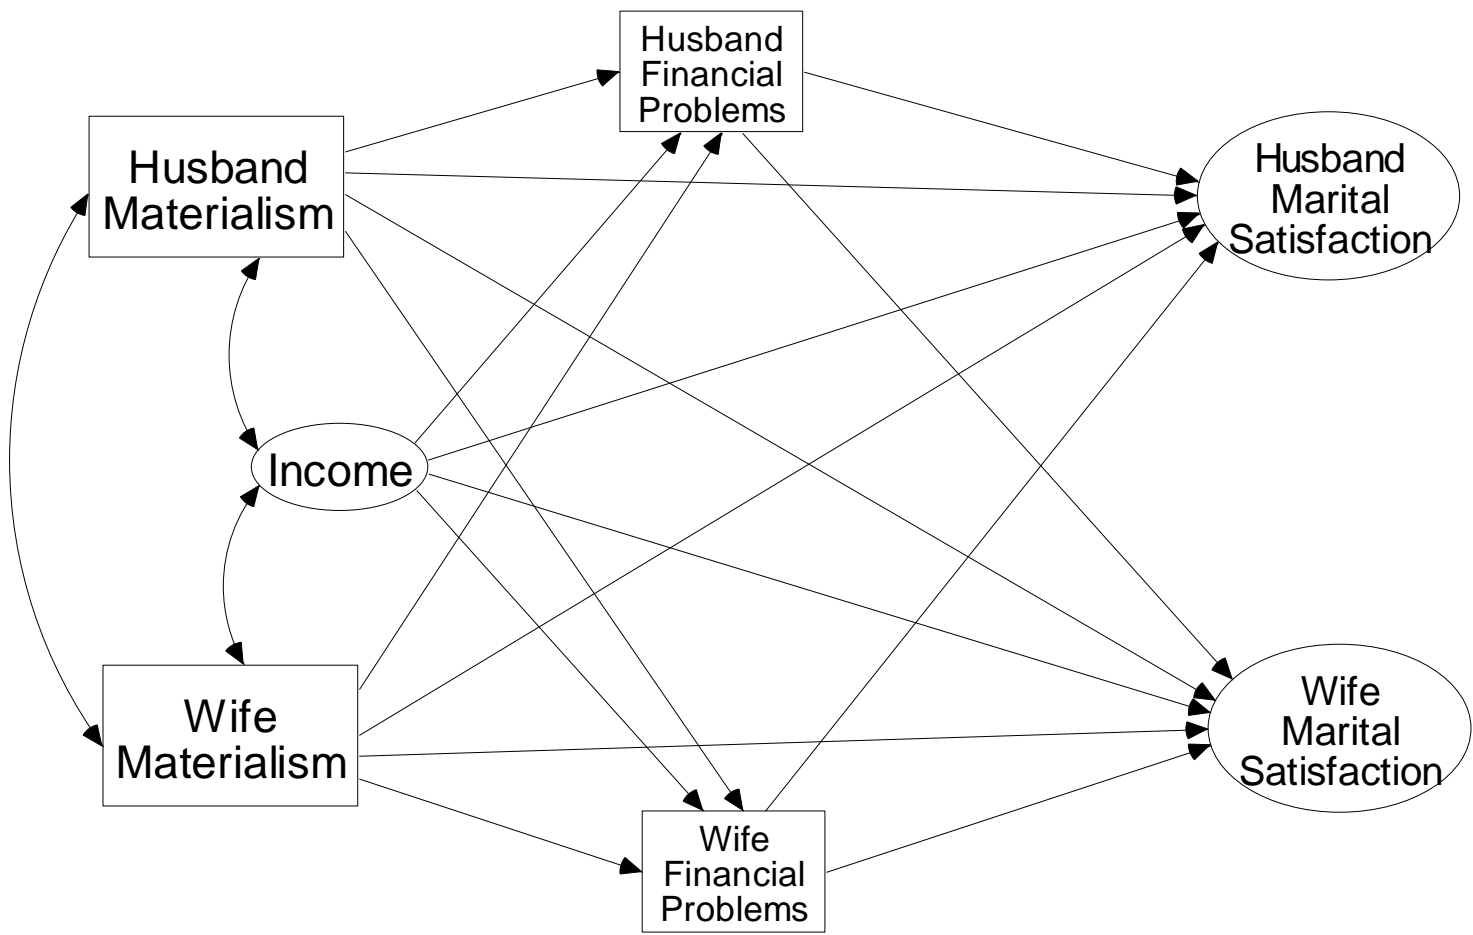 Husband
Financial
Problems
Husband
Materialism
Husband
Marital
Satisfaction
Income
Wife
Materialism
Wife
Marital
Satisfaction
Wife
Financial
Problems